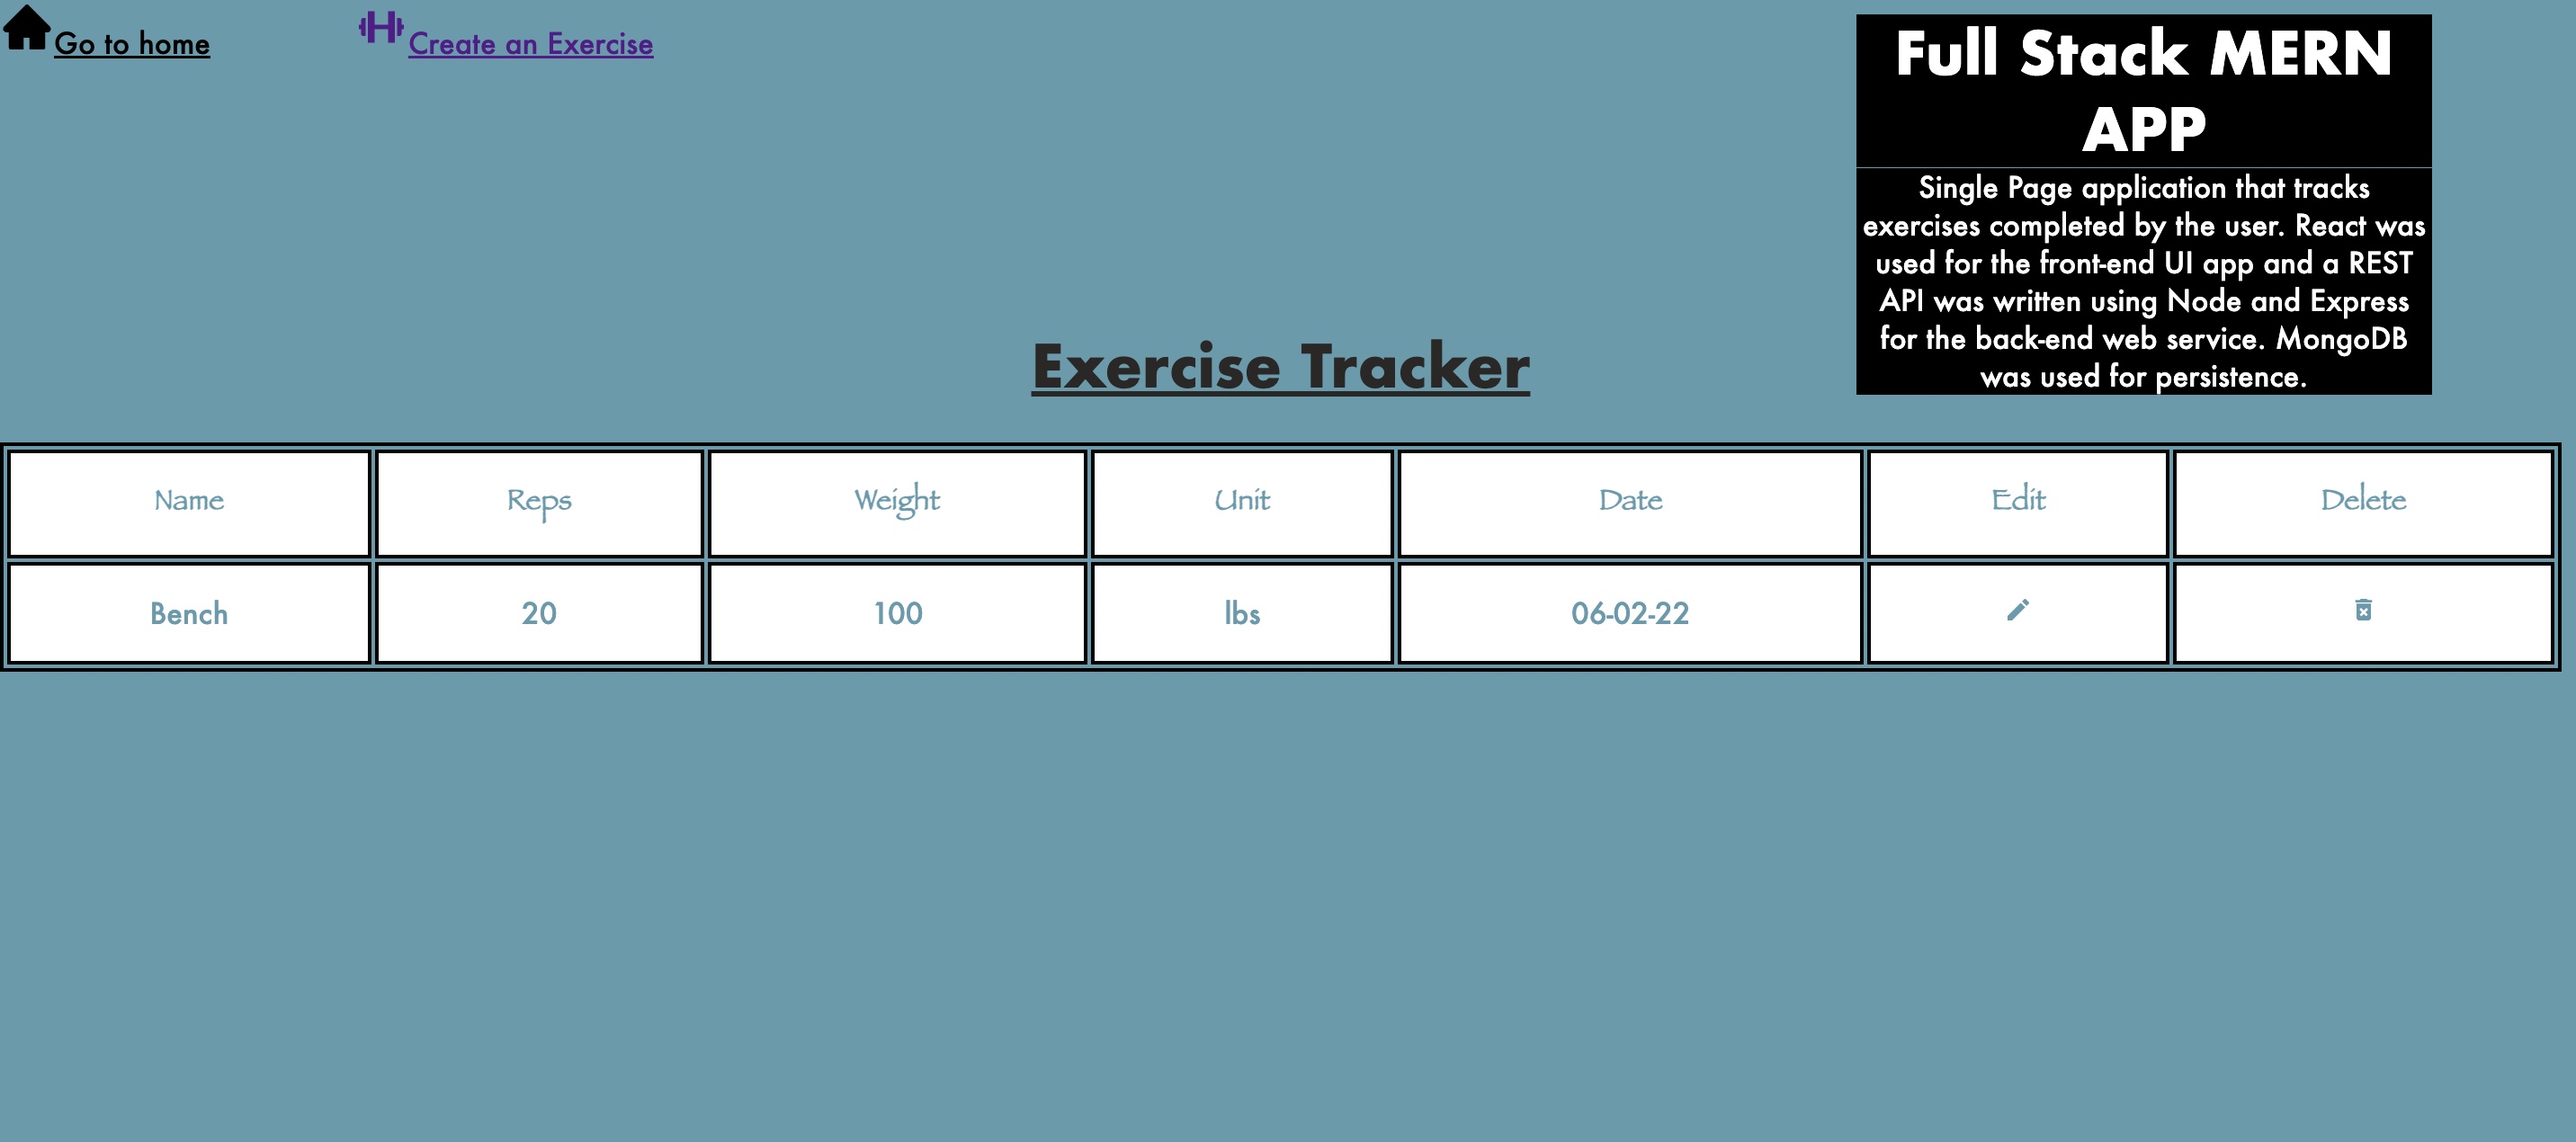 Go to home
Create an Exercise
Full Stack MERN
APP
Single Page application that tracks
exercises completed by the user. React was
used for the front-end UI app and a REST
API was written using Node and Express
for the back-end web service. MongoDB
was used for persistence.
Exercise Tracker
Name Reps Weight Unit Date Edit Delete
Bench 20 100 lbs 06-02-22